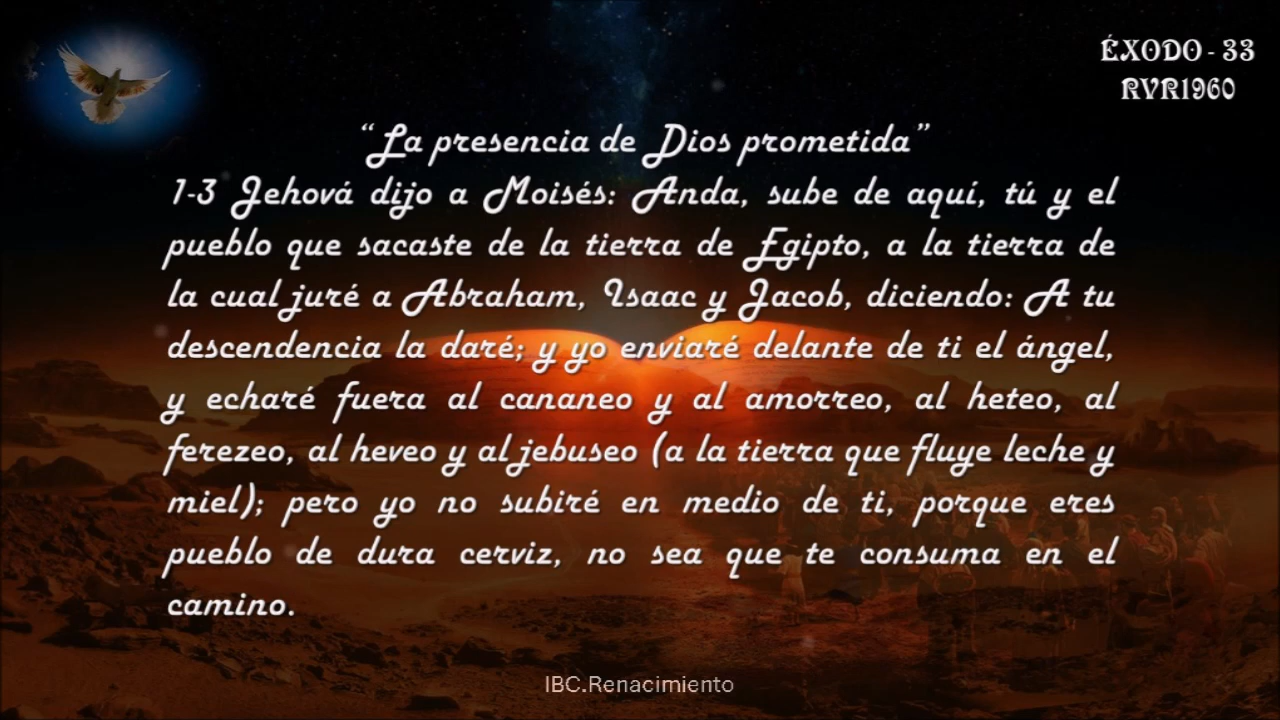 ÉXODO - 33
RVR1960
“La presencia de Dios prometida”
1-3 Jehová dijo a Moisés: Anda, sube de aquí, tú y el
pueblo que sacaste de la tierra de Egipto, a la tierra de
la cual juré a Abraham, Isaac y Jacob, diciendo: A tu
descendencia la daré; y yo enviaré delante de ti el ángel,
y echaré fuera al cananeo y al amorreo, al heteo, al
ferezeo, al heveo y al jebuseo (a la tierra que fluye leche y
miel); pero yo no subiré en medio de ti, porque eres
pueblo de dura cerviz, no sea que te consuma en el
camino.
IBC.Renacimiento